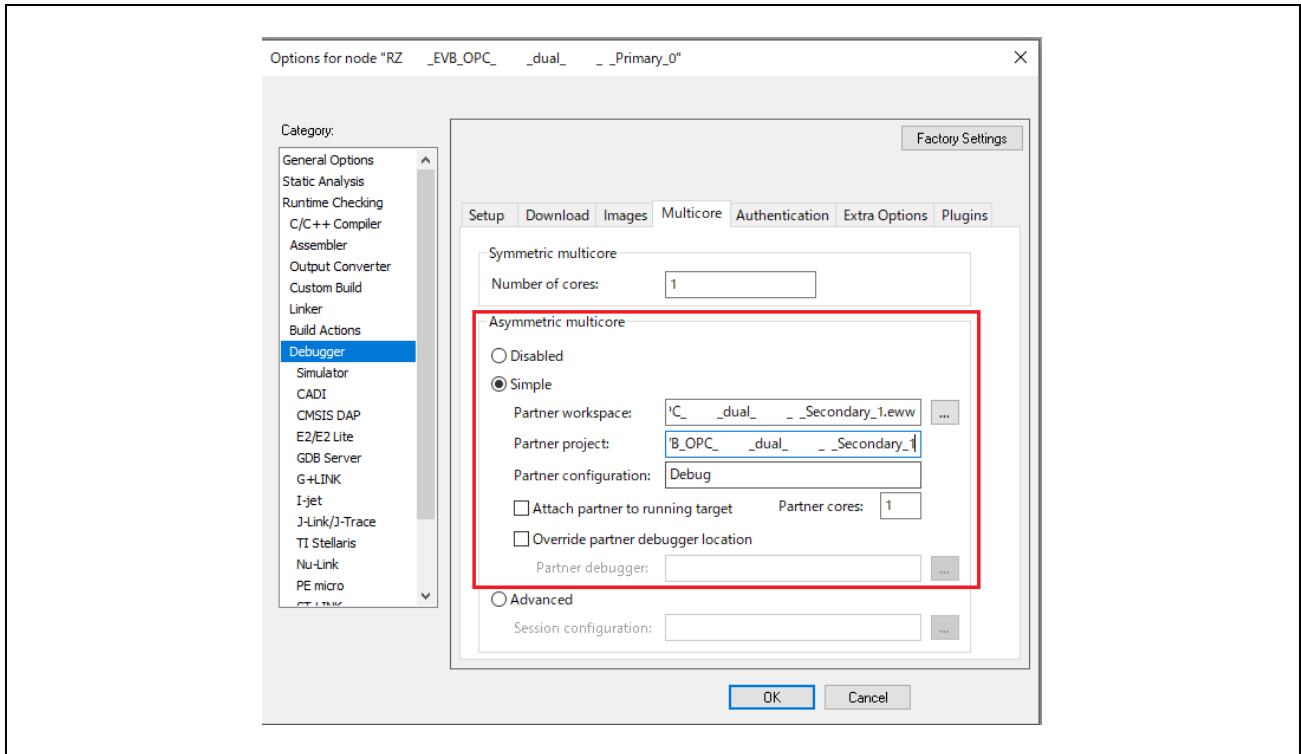 Options for node "RZ _EVB_OPC_ _dual_ _ _Primary_0"
Category:
Factory Settings
General Options
Static Analysis
Runtime Checking
C/C++ Compiler
Assembler
Output Converter
Custom Build
Linker
Build Actions
Debugger
Simulator
CADI
CMSIS DAP
E2/E2 Lite
GDB Server
G+LINK
I-jet
J-Link/J-Trace
TI Stellaris
Nu-Link
PE micro
ST-LINK
Setup Download Images Multicore Authentication Extra Options Plugins
Symmetric multicore
Number of cores: 1
Asymmetric multicore
Disabled
Simple
Partner workspace: 'C_ _dual_ _ _Secondary_1.eww ...
Partner project: 'B_OPC_ _dual_ _ _Secondary_1
Partner configuration: Debug
Attach partner to running target Partner cores: 1
Override partner debugger location
Partner debugger: ...
Advanced
Session configuration: ...
OK Cancel